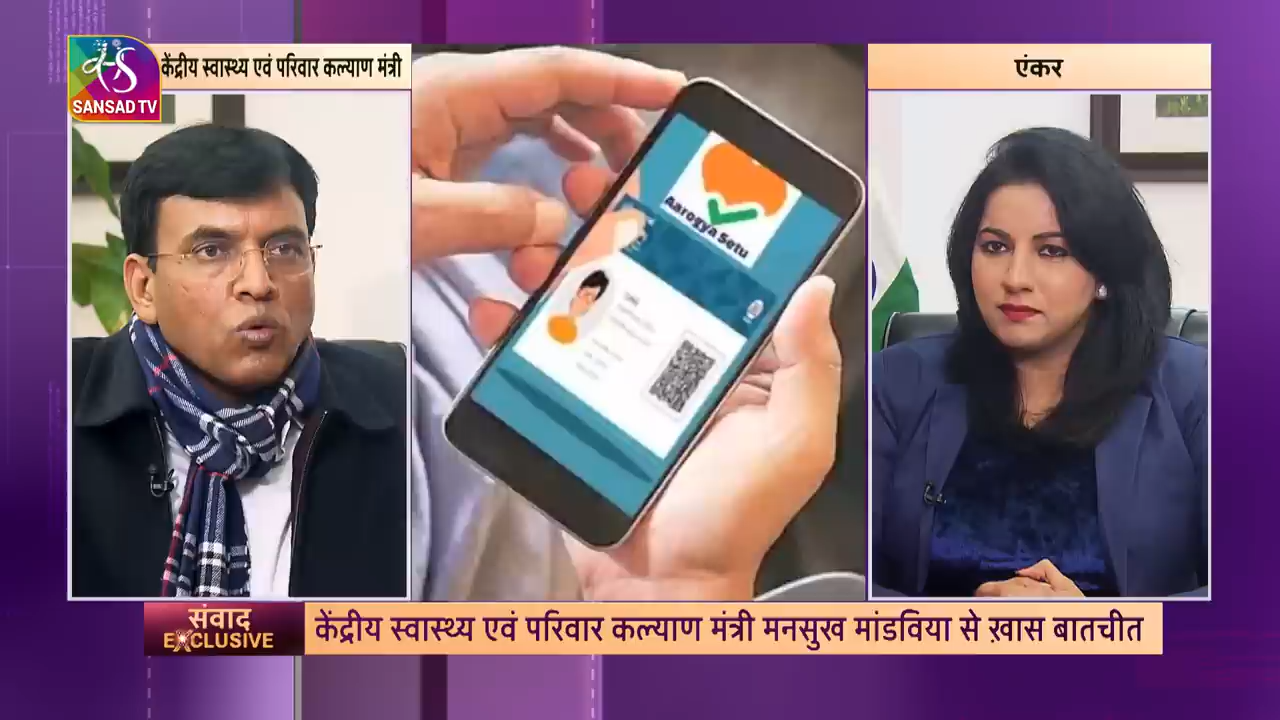 SANSAD TV
केंद्रीय स्वास्थ्य एवं परिवार कल्याण मंत्री
एंकर
Aarogya Setu
संवाद
EXCLUSIVE
केंद्रीय स्वास्थ्य एवं परिवार कल्याण मंत्री मनसुख मांडविया से ख़ास बातचीत